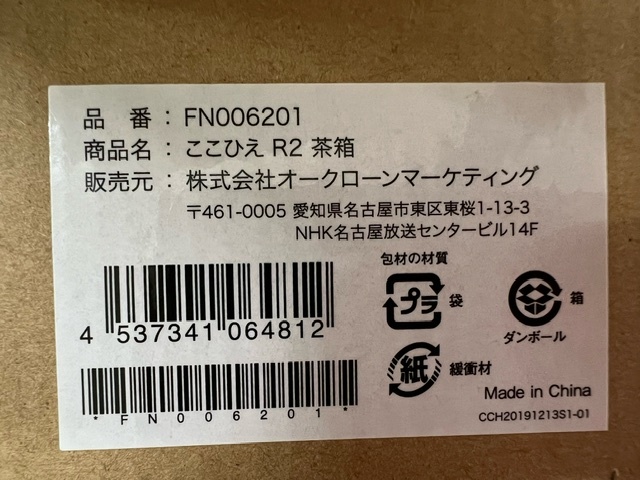 品　番 : FN006201
商品名 : ここひえ R2 茶箱
販売元 : 株式会社オークローンマーケティング
〒461-0005 愛知県名古屋市東区東桜1-13-3
NHK名古屋放送センタービル14F
包材の材質
プラ 袋
箱
ダンボール
4 537341 064812
紙 緩衝材
*FN006201*
Made in China
CCH20191213S1-01